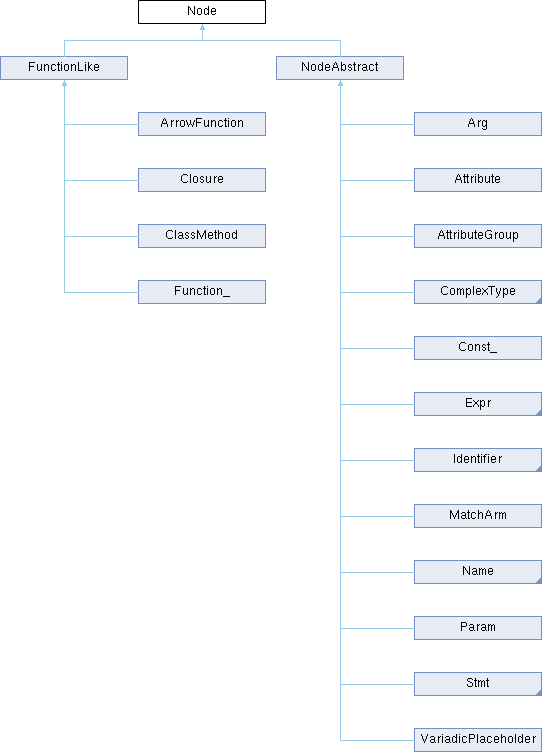 Node
FunctionLike
NodeAbstract
ArrowFunction
Arg
Closure
Attribute
ClassMethod
AttributeGroup
Function_
ComplexType
Const_
Expr
Identifier
MatchArm
Name
Param
Stmt
VariadicPlaceholder